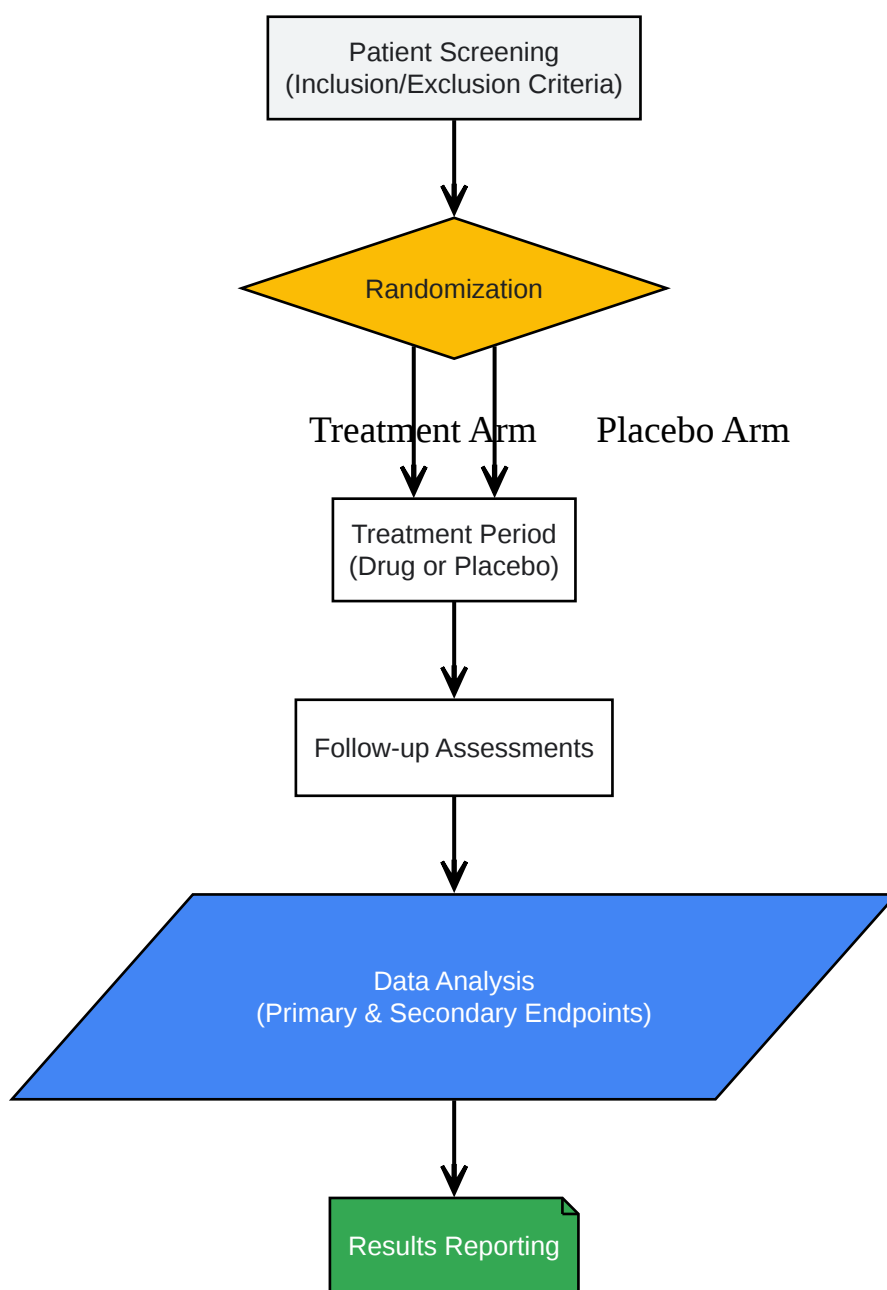 Patient Screening
(Inclusion/Exclusion Criteria)
Randomization
Treatment Arm
Placebo Arm
Treatment Period
(Drug or Placebo)
Follow-up Assessments
Data Analysis
(Primary & Secondary Endpoints)
Results Reporting